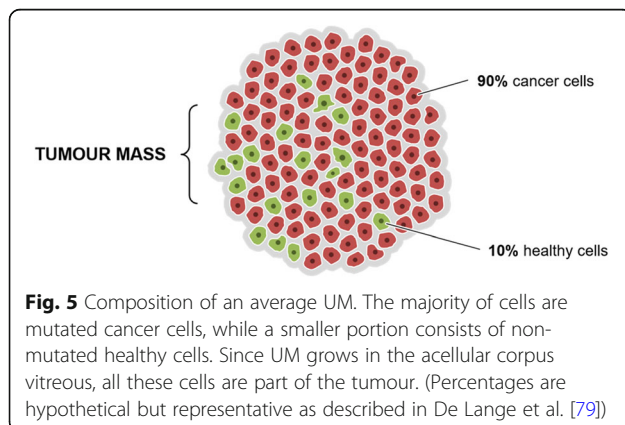 90% cancer cells
TUMOUR MASS
10% healthy cells
Fig. 5 Composition of an average UM. The majority of cells are
mutated cancer cells, while a smaller portion consists of non-
mutated healthy cells. Since UM grows in the acellular corpus
vitreous, all these cells are part of the tumour. (Percentages are
hypothetical but representative as described in De Lange et al. [79])